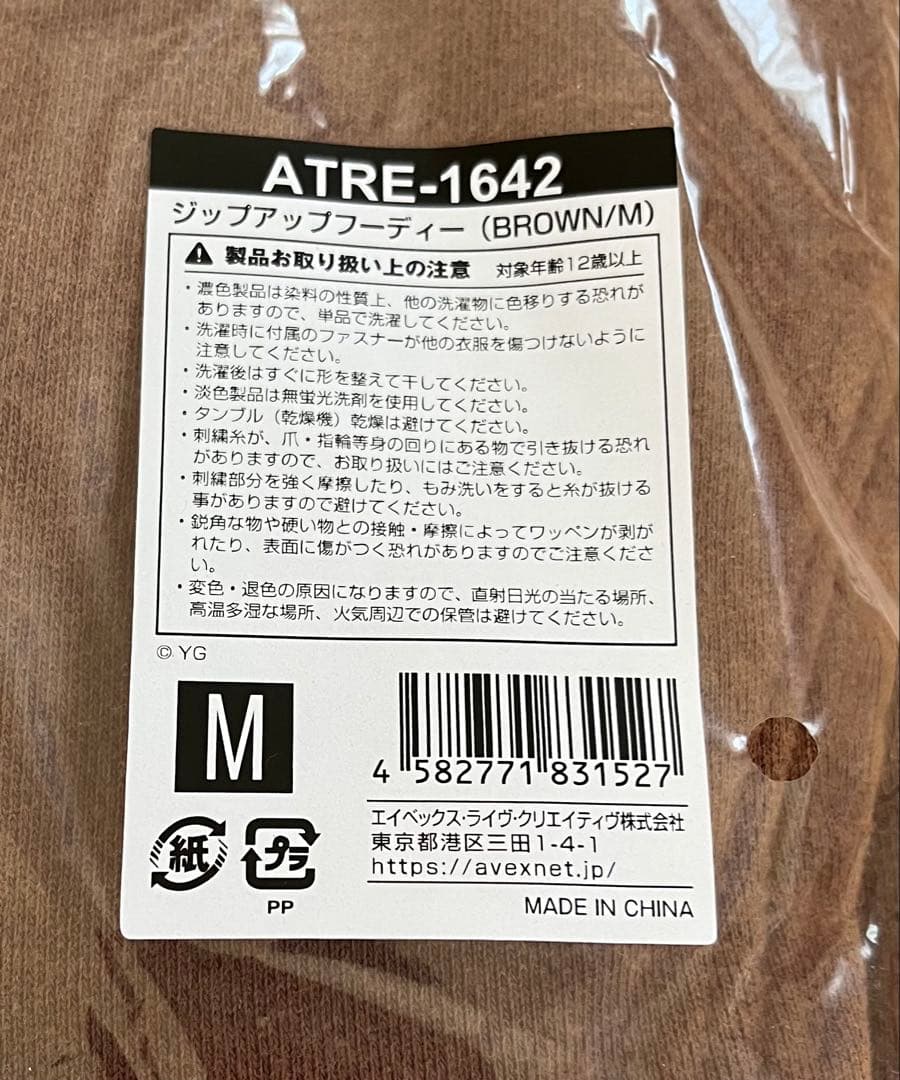 ATRE-1642
ジップアップフーディー（BROWN/M）
製品お取り扱い上の注意 対象年齢12歳以上
・濃色製品は染料の性質上、他の洗濯物に色移りする恐れが
ありますので、単品で洗濯してください。
・洗濯時に付属のファスナーが他の衣服を傷つけないように
注意してください。
・洗濯後はすぐに形を整えて干してください。
・淡色製品は無蛍光洗剤を使用してください。
・タンブル（乾燥機）乾燥は避けてください。
・刺繍糸が、爪・指輪等身の回りにある物で引き抜ける恐れ
がありますので、お取り扱いにはご注意ください。
・刺繍部分を強く摩擦したり、もみ洗いをすると糸が抜ける
事がありますので避けてください。
・鋭角な物や硬い物との接触・摩擦によってワッペンが剥が
れたり、表面に傷がつく恐れがありますのでご注意くださ
い。
・変色・退色の原因になりますので、直射日光の当たる場所、
高温多湿な場所、火気周辺での保管は避けてください。
© YG
M
4 582771 831527
紙
プラ
PP
エイベックス・ライヴ・クリエイティヴ株式会社
東京都港区三田1-4-1
https://avexnet.jp/
MADE IN CHINA